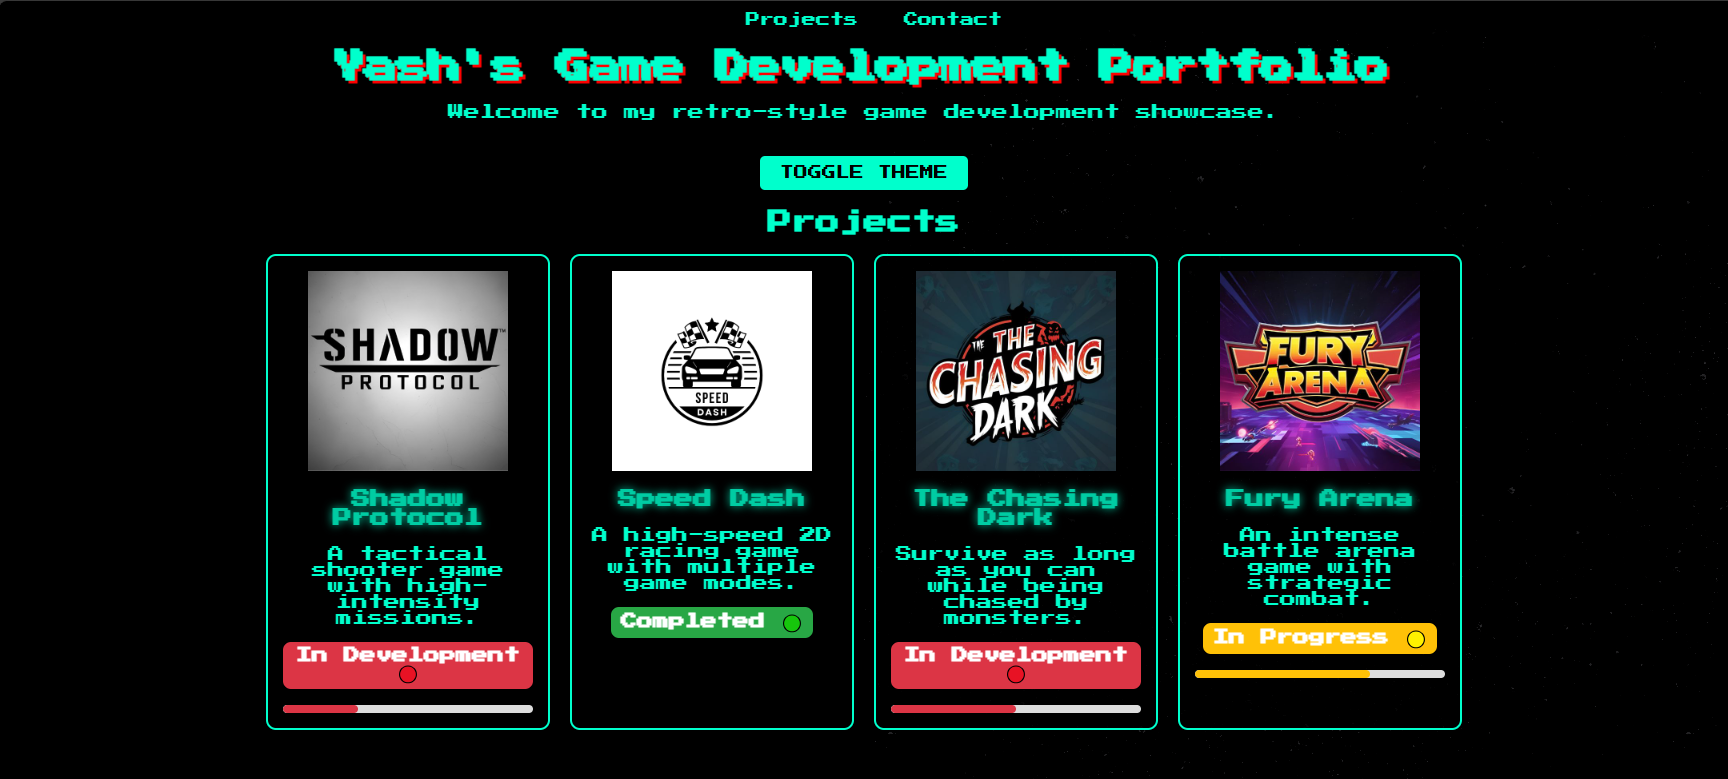 Projects Contact
Yash's Game Development Portfolio
Welcome to my retro-style game development showcase.
TOGGLE THEME
Projects
SHADOW™
PROTOCOL
Shadow
Protocol
A tactical
shooter game
with high-
intensity
missions.
In Development
SPEED
DASH
Speed Dash
A high-speed 2D
racing game
with multiple
game modes.
Completed
THE THE
CHASING
DARK
The Chasing
Dark
Survive as long
as you can
while being
chased by
monsters.
In Development
FURY
ARENA
Fury Arena
An intense
battle arena
game with
strategic
combat.
In Progress